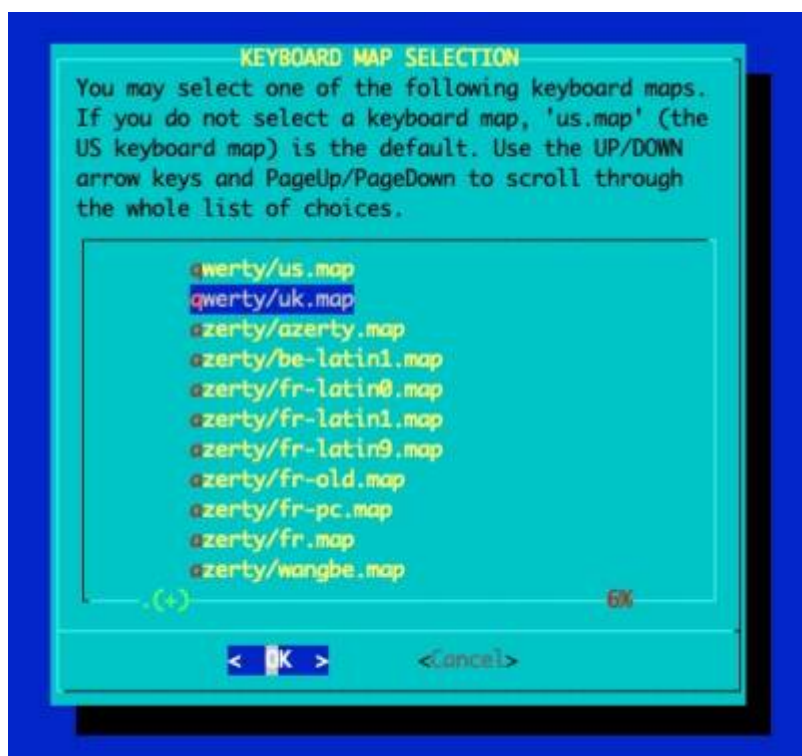 KEYBOARD MAP SELECTION
You may select one of the following keyboard maps.
If you do not select a keyboard map, 'us.map' (the
US keyboard map) is the default. Use the UP/DOWN
arrow keys and PageUp/PageDown to scroll through
the whole list of choices.
qwerty/us.map
qwerty/uk.map
azerty/azerty.map
azerty/be-latin1.map
azerty/fr-latin0.map
azerty/fr-latin1.map
azerty/fr-latin9.map
azerty/fr-old.map
azerty/fr-pc.map
azerty/fr.map
azerty/wangbe.map
.(+) 6%
< OK > <Cancel>